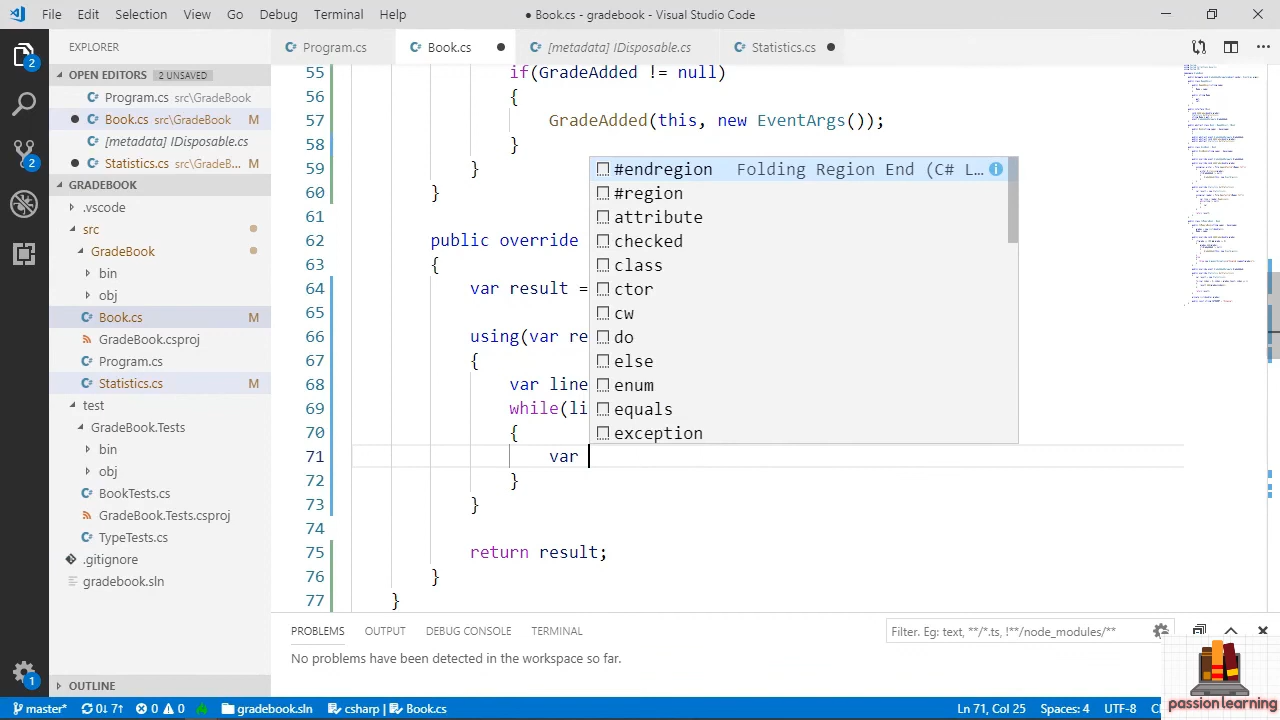 File Edit Selection View Go Debug Terminal Help
● Book.cs - gradebook - Visual Studio Code
EXPLORER
Program.cs
Book.cs
[metadata] IDisposable.cs
Statistics.cs
OPEN EDITORS 2 UNSAVED
Program.cs src\GradeBook
Book.cs src\GradeBook M
[metadata] IDisposable.cs
Statistics.cs src\GradeB... M
GRADEBOOK
src
bin
obj
Book.cs M
GradeBook.csproj
Program.cs
Statistics.cs M
test
GradeBook.Tests
bin
obj
BookTests.cs
GradeBook.Tests.csproj
TypeTests.cs
.gitignore
gradebook.sln
OUTLINE
55 if(GradeAdded != null)
56 {
57 GradeAdded(this, new EventArgs());
58 }
59 }
60 }
61
62 public override
63 {
64 var result =
65
66 using(var re
67 {
68 var line
69 while(li
70 {
71 var
72 }
73 }
74
75 return result;
76 }
77 }
#endregion Folding Region End (C# L...
#region
attribute
checked
class
ctor
cw
do
else
enum
equals
exception
PROBLEMS OUTPUT DEBUG CONSOLE TERMINAL
Filter. Eg: text, **/*.ts, !**/node_modules/**
No problems have been detected in the workspace so far.
passion learning
master* 0↓ 7↑ 0 0 gradebook.sln csharp | Book.cs
Ln 71, Col 25 Spaces: 4 UTF-8